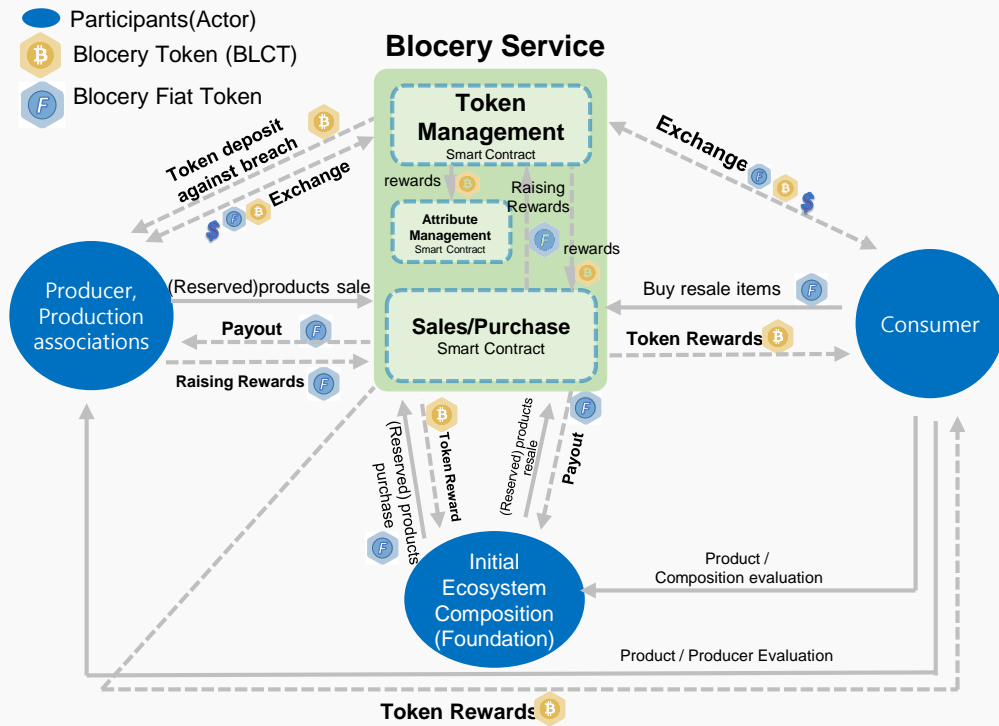 Participants(Actor)
Blocery Token (BLCT)
Blocery Fiat Token
Blocery Service
Token
Management
Smart Contract
Token deposit
against breach
Exchange
Exchange
rewards
Raising
Rewards
Attribute
Management
Smart Contract
rewards
Producer,
Production
associations
(Reserved)products sale
Payout
Raising Rewards
Sales/Purchase
Smart Contract
Buy resale items
Token Rewards
Consumer
(Reserved) products
purchase
Token Reward
(Reserved) products
resale
Payout
Initial
Ecosystem
Composition
(Foundation)
Product /
Composition evaluation
Product / Producer Evaluation
Token Rewards